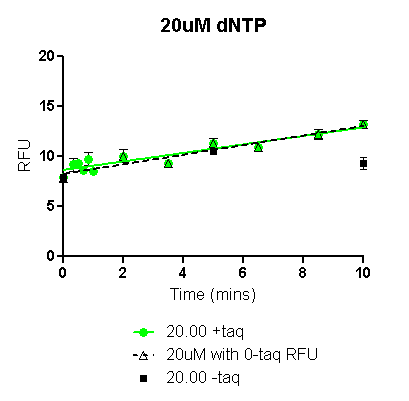 20uM dNTP
20
15
10
5
0
RFU
0 2 4 6 8 10
Time (mins)
20.00 +taq
20uM with 0-taq RFU
20.00 -taq